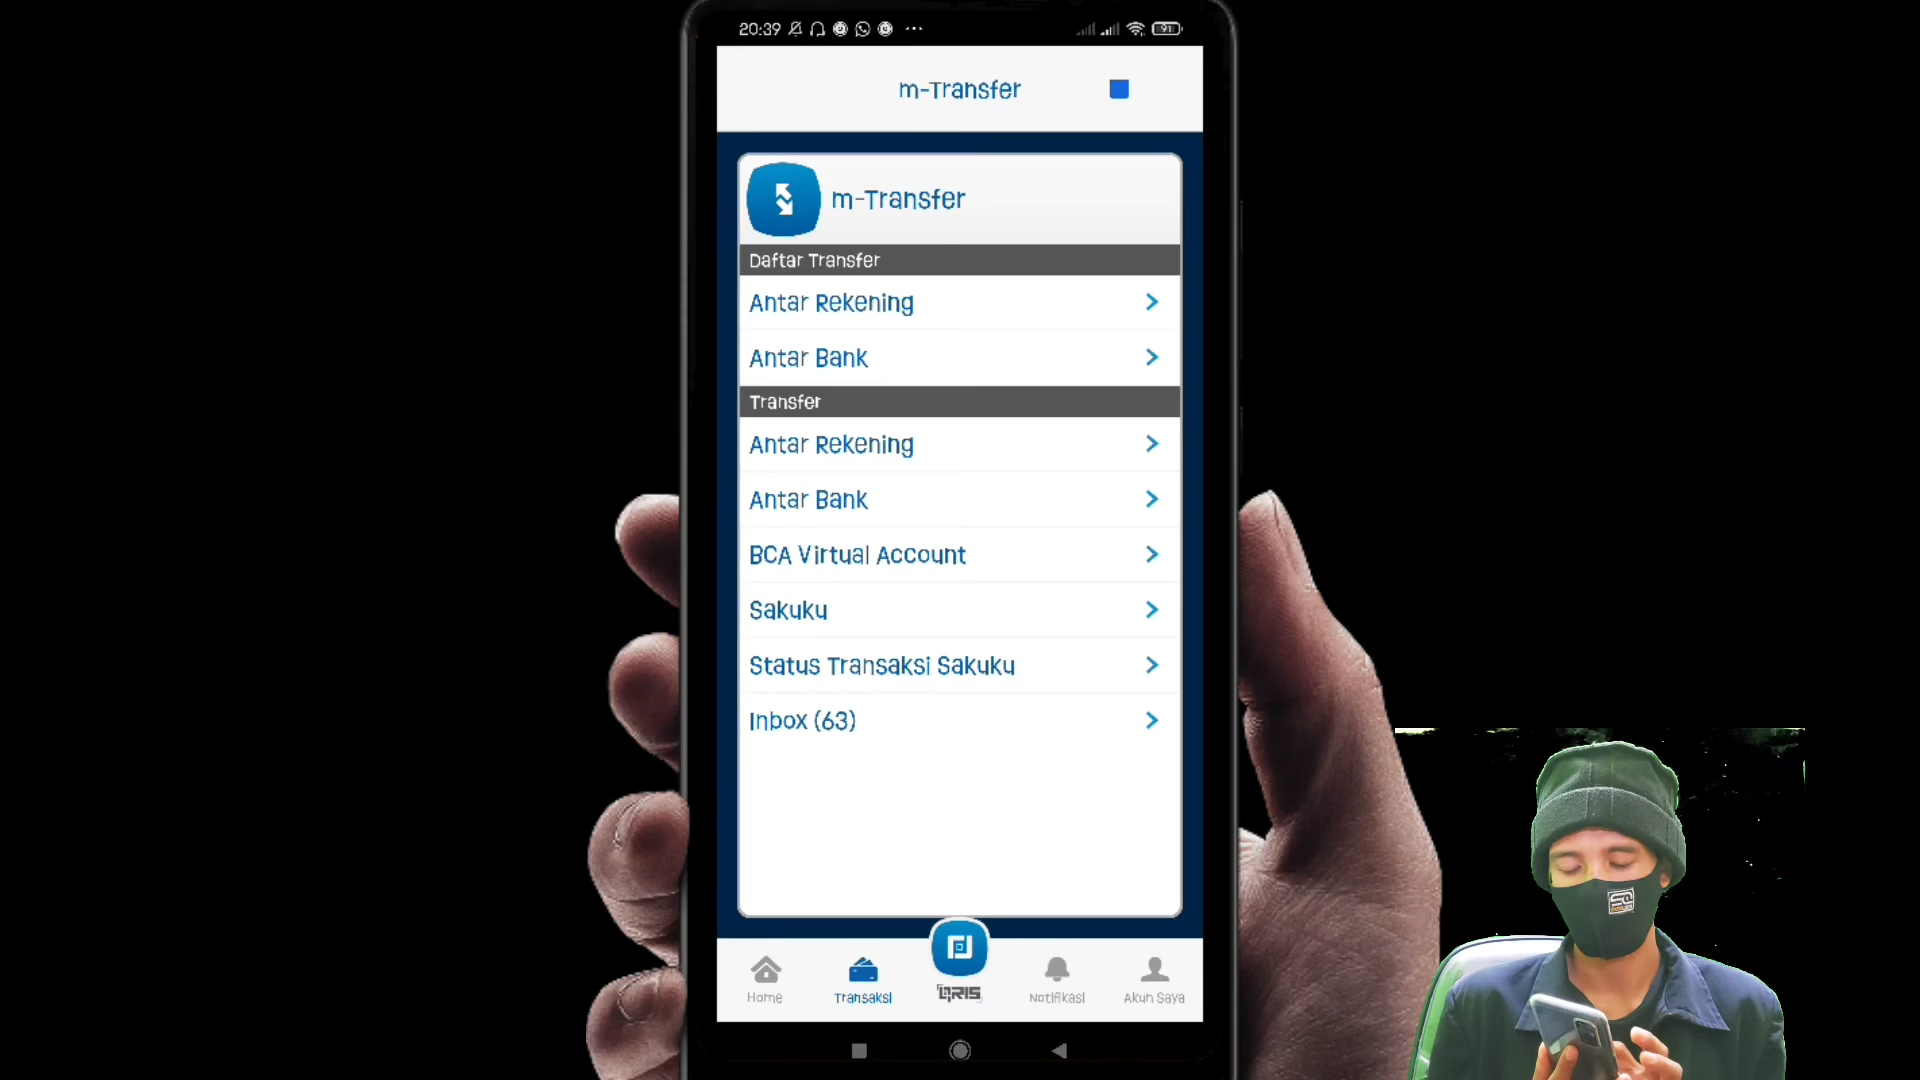 20:39
91
m-Transfer
m-Transfer
Daftar Transfer
Antar Rekening
Antar Bank
Transfer
Antar Rekening
Antar Bank
BCA Virtual Account
Sakuku
Status Transaksi Sakuku
Inbox (63)
Home
Transaksi
QRIS
Notifikasi
Akun Saya